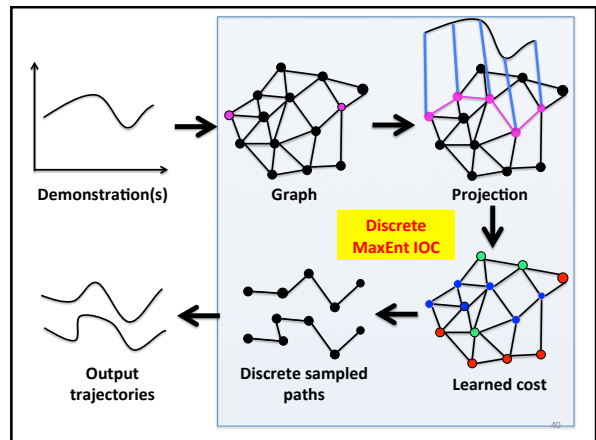 Demonstration(s)
Graph
Projection
Discrete
MaxEnt IOC
Output
trajectories
Discrete sampled
paths
Learned cost
40